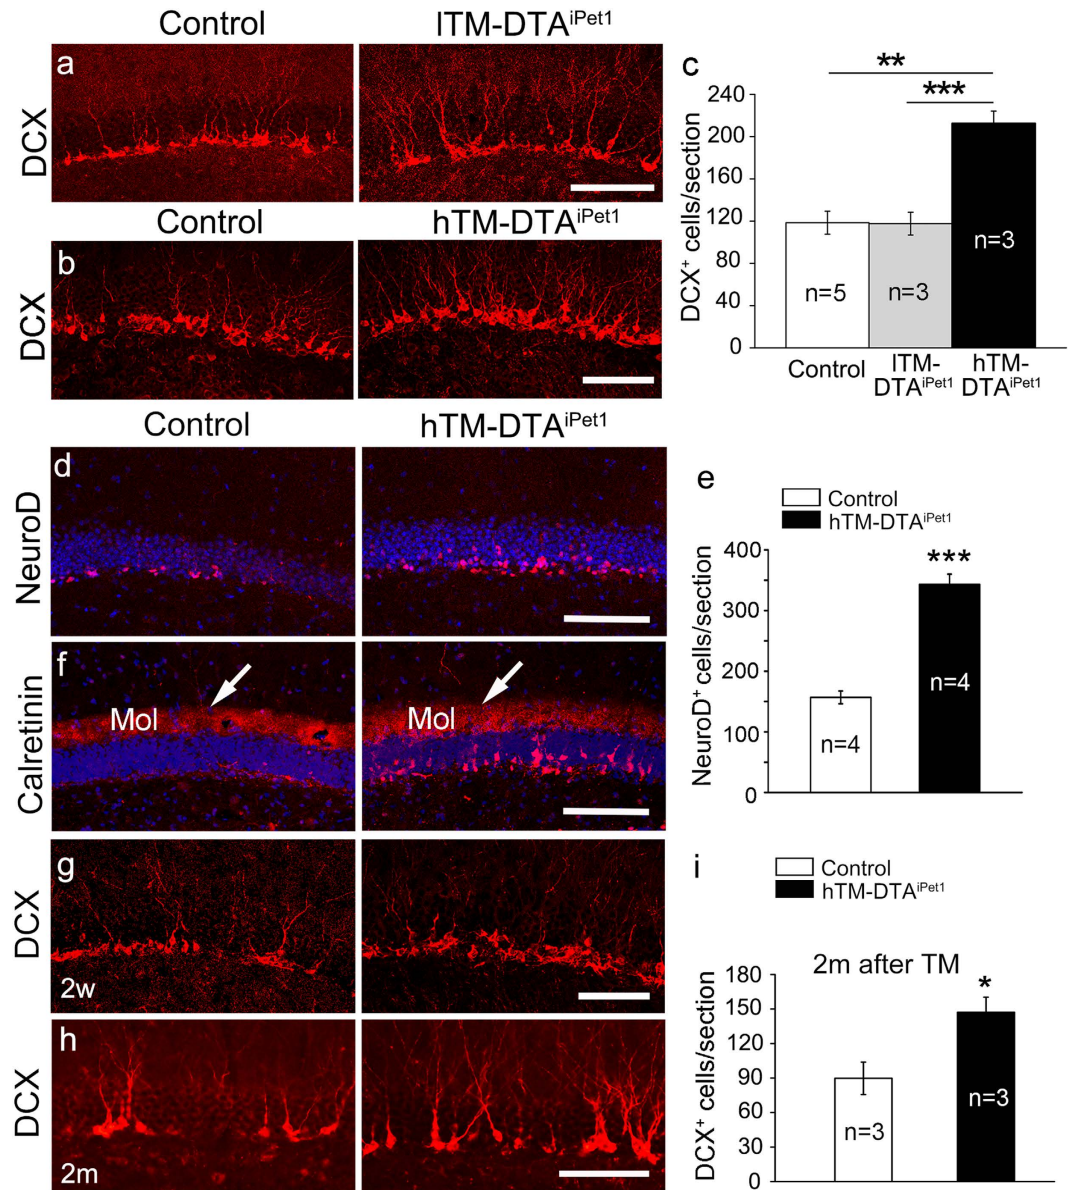 Control
lTM-DTAiPet1
a
DCX
Control
hTM-DTAiPet1
b
DCX
c
**
***
240
200
160
120
80
40
0
DCX+ cells/section
n=5
n=3
n=3
Control
lTM-
DTAiPet1
hTM-
DTAiPet1
Control
hTM-DTAiPet1
d
NeuroD
e
Control
hTM-DTAiPet1
400
300
200
150
100
00
0
NeuroD+ cells/section
***
n=4
n=4
f
Calretinin
Mol
Mol
g
DCX
2w
h
DCX
2m
i
Control
hTM-DTAiPet1
2m after TM
180
150
120
90
60
30
0
DCX+ cells/section
*
n=3
n=3